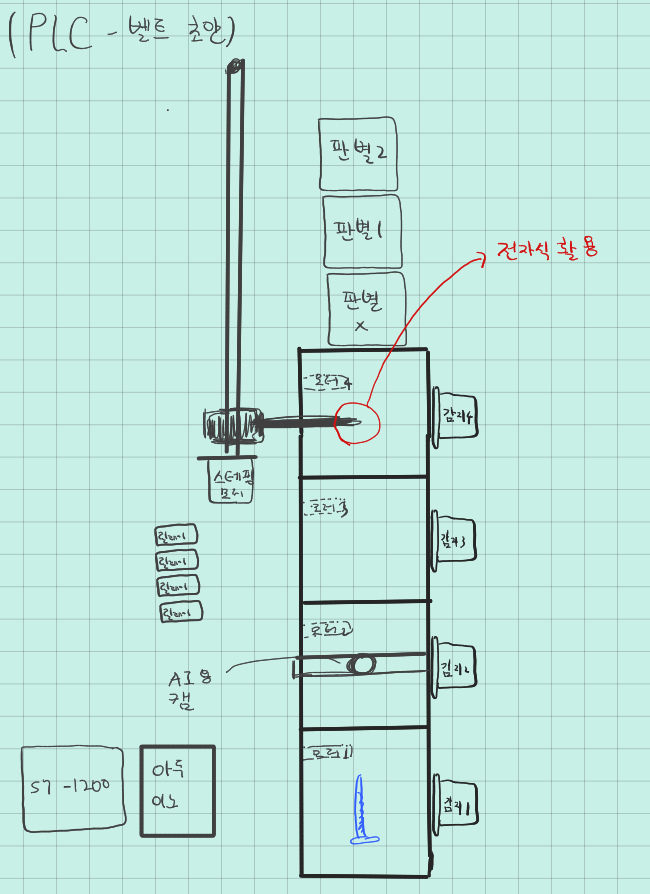 (PLC - 벨트 초안)
판별2
판별1
판별
x
전자식 활용
모터4
감지4
스테핑
모터
모터3
감지3
릴레이
릴레이
릴레이
릴레이
모터2
감지2
AI용
캠
모터1
감지1
S7-1200
아두
이노